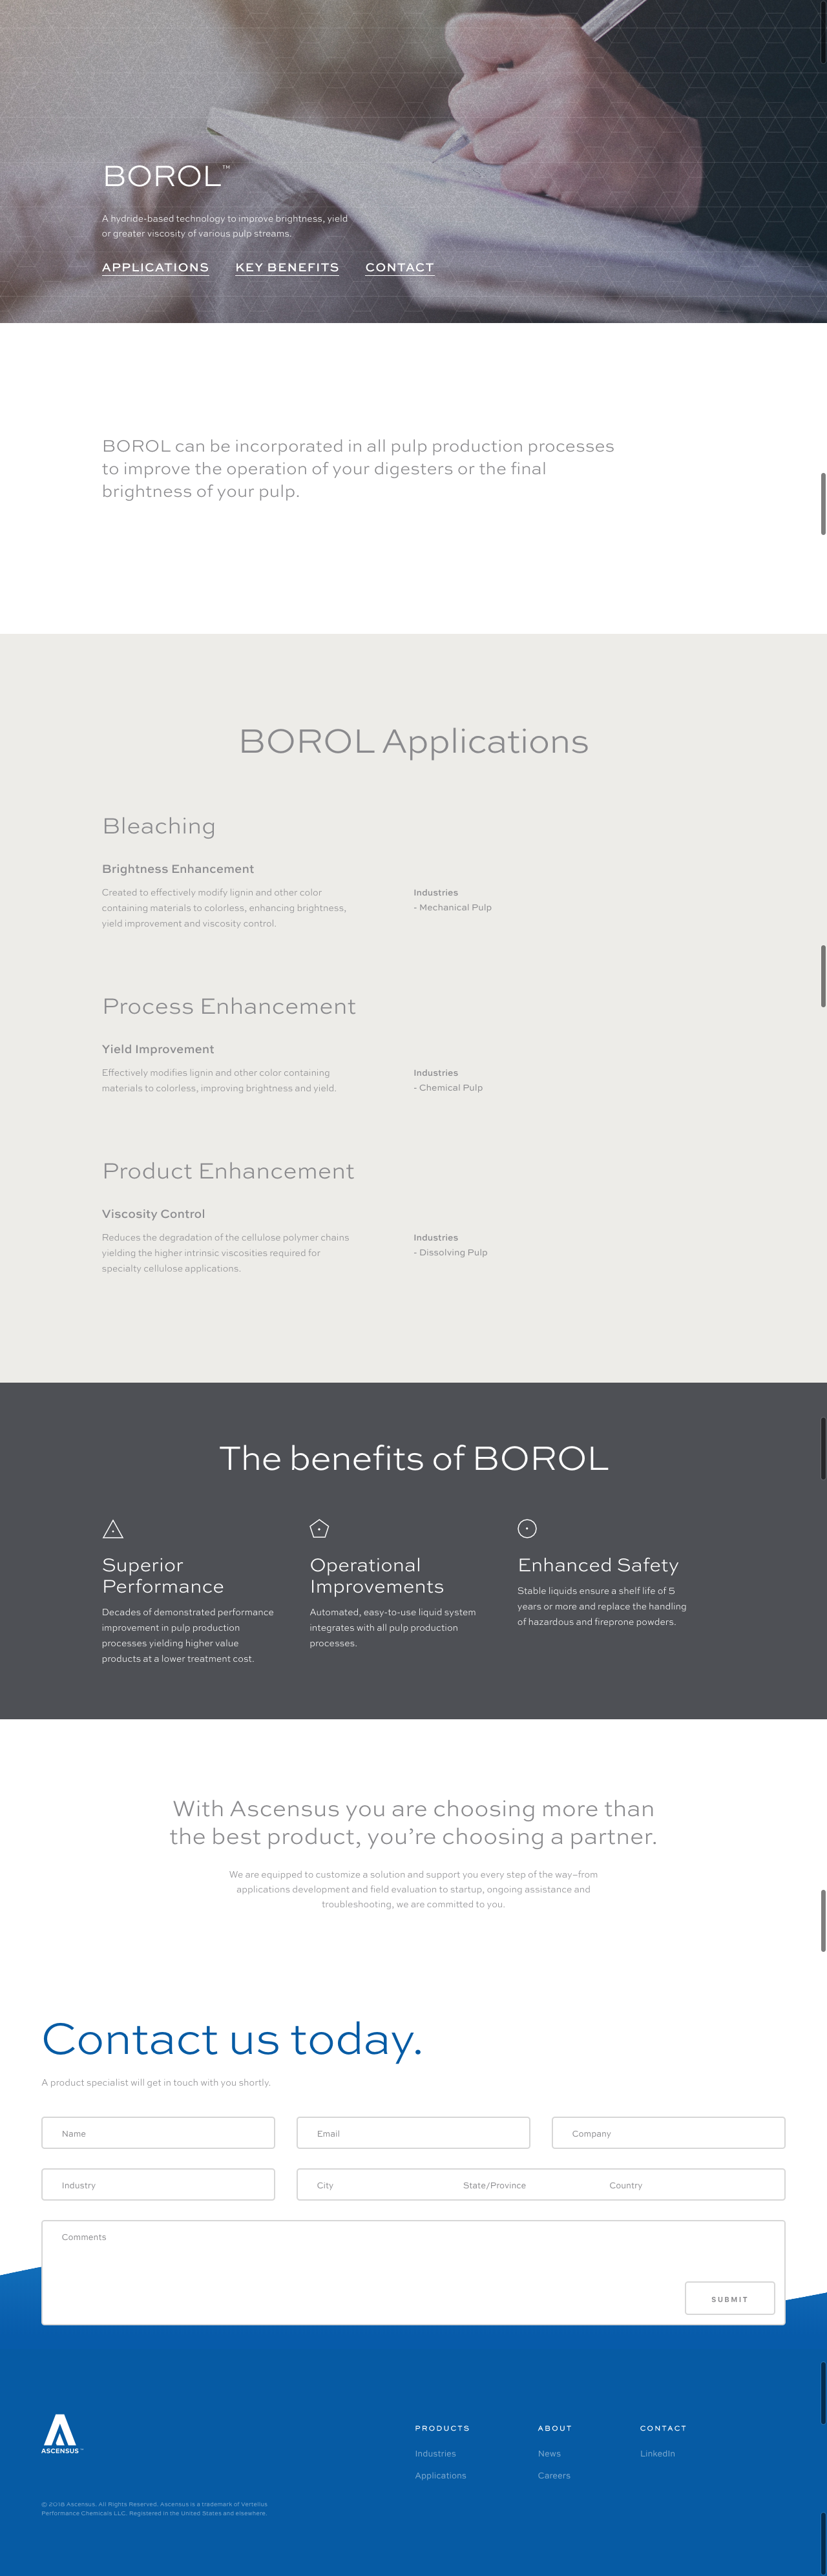 BOROL™
A hydride-based technology to improve brightness, yield
or greater viscosity of various pulp streams.
APPLICATIONS KEY BENEFITS CONTACT
BOROL can be incorporated in all pulp production processes
to improve the operation of your digesters or the final
brightness of your pulp.
BOROL Applications
Bleaching
Brightness Enhancement
Created to effectively modify lignin and other color
containing materials to colorless, enhancing brightness,
yield improvement and viscosity control.
Industries
- Mechanical Pulp
Process Enhancement
Yield Improvement
Effectively modifies lignin and other color containing
materials to colorless, improving brightness and yield.
Industries
- Chemical Pulp
Product Enhancement
Viscosity Control
Reduces the degradation of the cellulose polymer chains
yielding the higher intrinsic viscosities required for
specialty cellulose applications.
Industries
- Dissolving Pulp
The benefits of BOROL
Superior
Performance
Decades of demonstrated performance
improvement in pulp production
processes yielding higher value
products at a lower treatment cost.
Operational
Improvements
Automated, easy-to-use liquid system
integrates with all pulp production
processes.
Enhanced Safety
Stable liquids ensure a shelf life of 5
years or more and replace the handling
of hazardous and fireprone powders.
With Ascensus you are choosing more than
the best product, you’re choosing a partner.
We are equipped to customize a solution and support you every step of the way–from
applications development and field evaluation to startup, ongoing assistance and
troubleshooting, we are committed to you.
Contact us today.
A product specialist will get in touch with you shortly.
Name Email Company
Industry City State/Province Country
Comments
SUBMIT
ASCENSUS™
PRODUCTS
Industries
Applications
ABOUT
News
Careers
CONTACT
LinkedIn
© 2018 Ascensus. All Rights Reserved. Ascensus is a trademark of Vertellus
Performance Chemicals LLC. Registered in the United States and elsewhere.